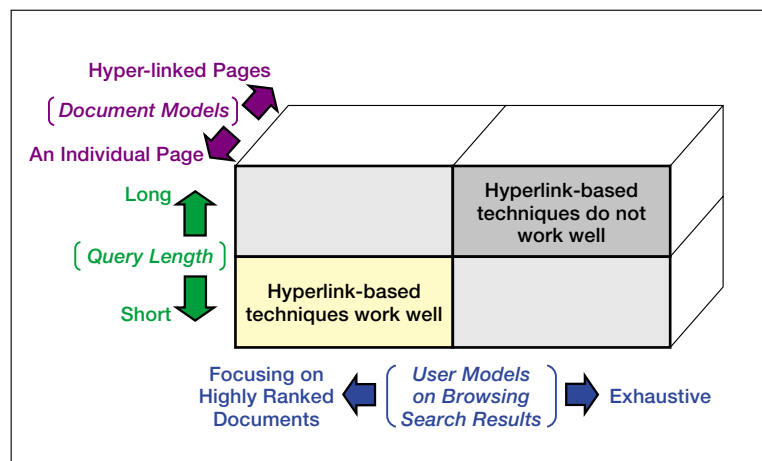 Hyper-linked Pages
Document Models
An Individual Page
Long
Query Length
Short
Hyperlink-based
techniques do not
work well
Hyperlink-based
techniques work well
Focusing on
Highly Ranked
Documents
User Models
on Browsing
Search Results
Exhaustive